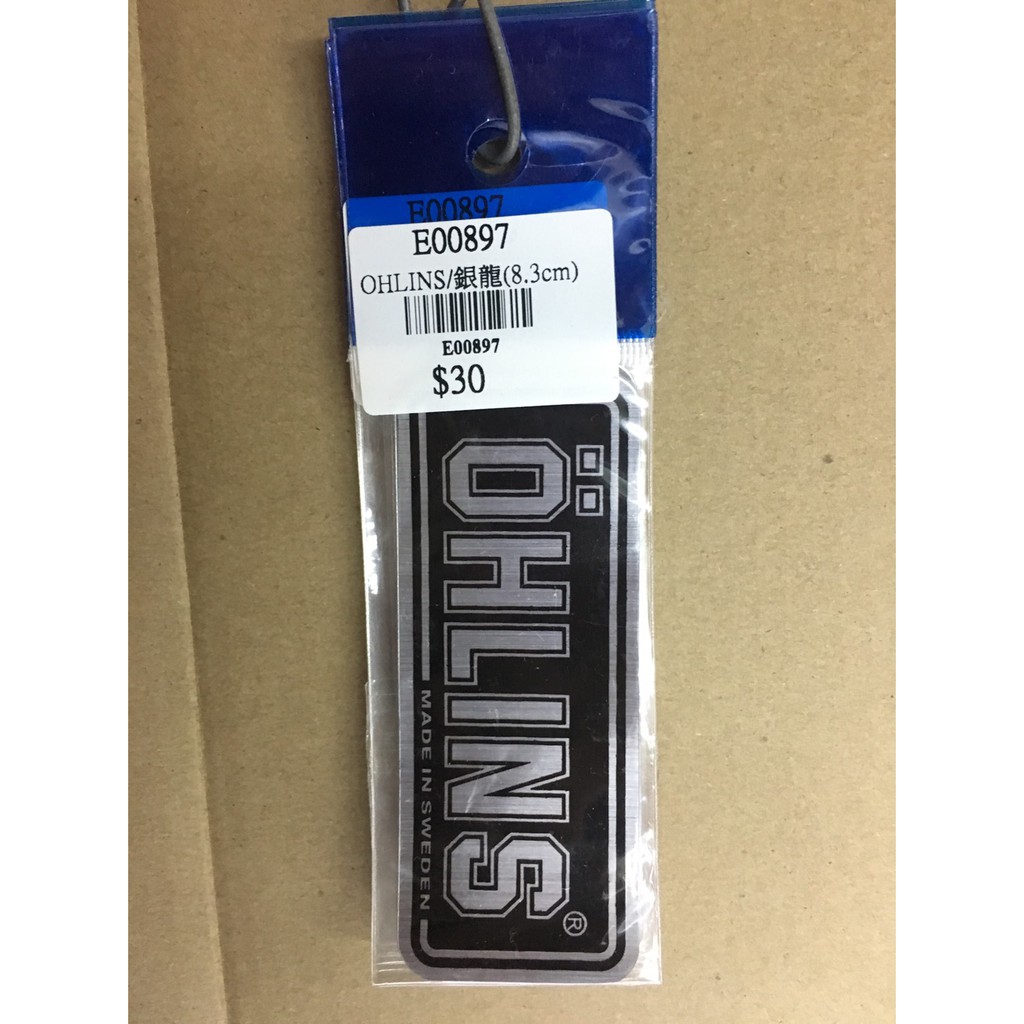 E00897
E00897
OHLINS/銀龍(8.3cm)
E00897
$30
ÖHLINS®
MADE IN SWEDEN